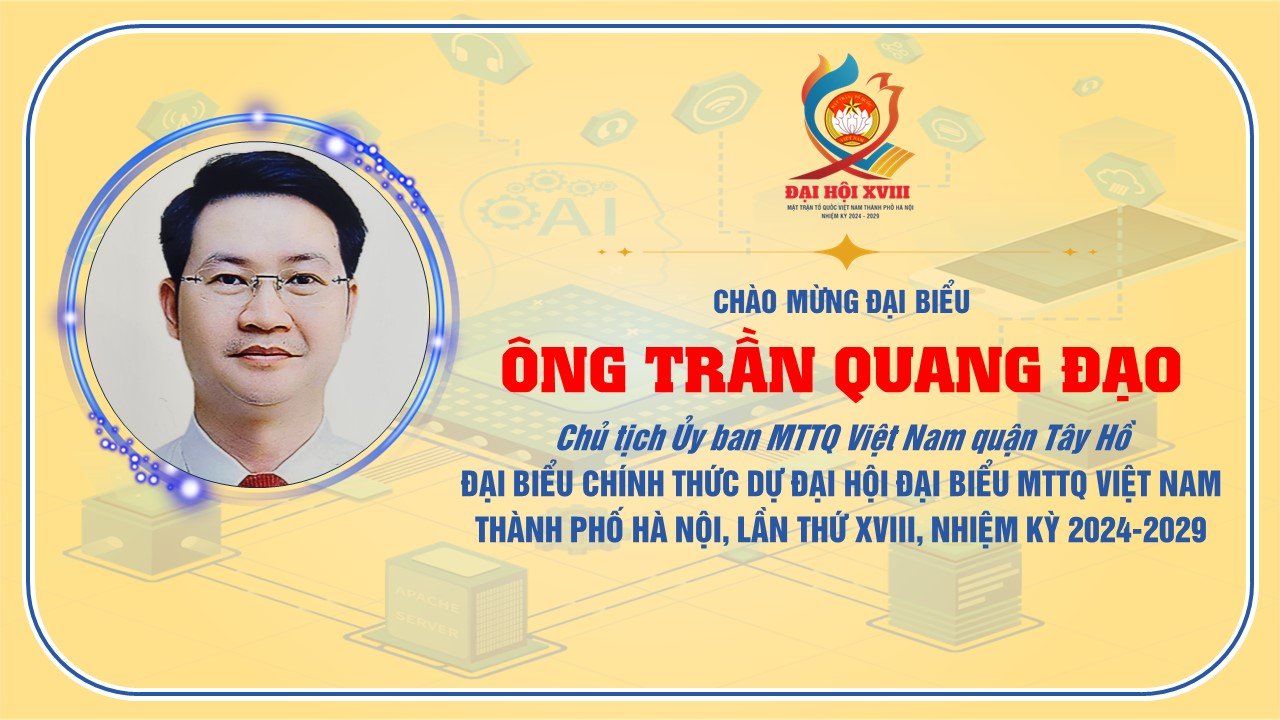 ĐẠI HỘI XVIII
MẶT TRẬN TỔ QUỐC VIỆT NAM THÀNH PHỐ HÀ NỘI
NHIỆM KỲ 2024 - 2029
AI
CHÀO MỪNG ĐẠI BIỂU
ÔNG TRẦN QUANG ĐẠO
Chủ tịch Ủy ban MTTQ Việt Nam quận Tây Hồ
ĐẠI BIỂU CHÍNH THỨC DỰ ĐẠI HỘI ĐẠI BIỂU MTTQ VIỆT NAM
THÀNH PHỐ HÀ NỘI, LẦN THỨ XVIII, NHIỆM KỲ 2024-2029
APACHE
SERVER